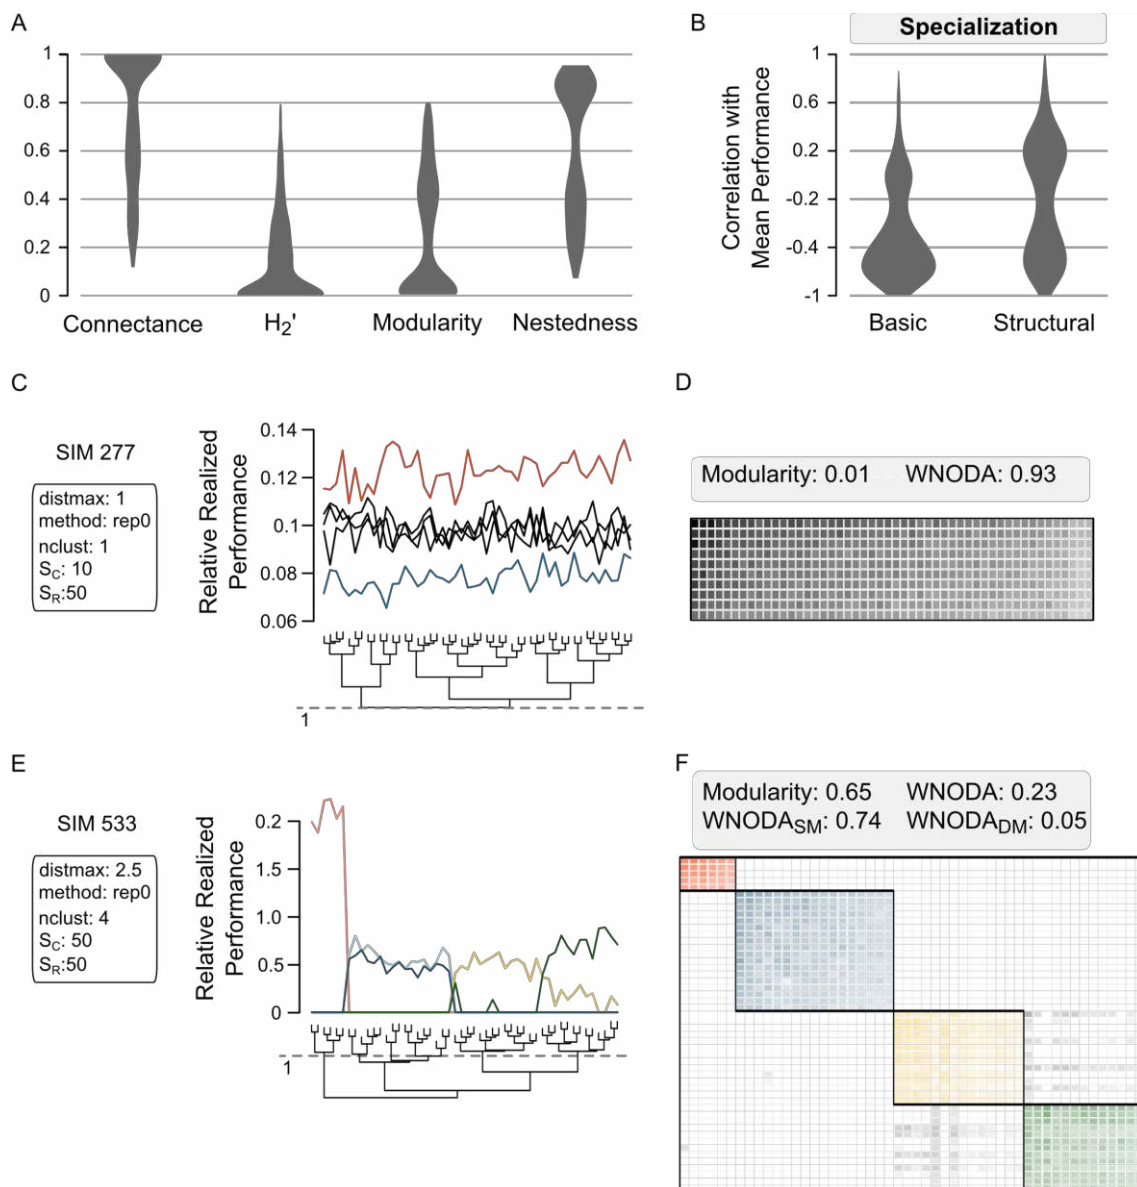 A
1
0.8
0.6
0.4
0.2
0
Connectance
H2'
Modularity
Nestedness
B
Specialization
Correlation with
Mean Performance
1
0.6
0.2
-0.2
-0.4
-1
Basic
Structural
C
SIM 277
distmax: 1
method: rep0
nclust: 1
SC: 10
SR:50
Relative Realized
Performance
0.14
0.12
0.1
0.08
0.06
1
D
Modularity: 0.01 WNODA: 0.93
E
SIM 533
distmax: 2.5
method: rep0
nclust: 4
SC: 50
SR:50
Relative Realized
Performance
0.2
1.5
1.0
0.5
0
1
F
Modularity: 0.65 WNODA: 0.23
WNODASM: 0.74 WNODADM: 0.05